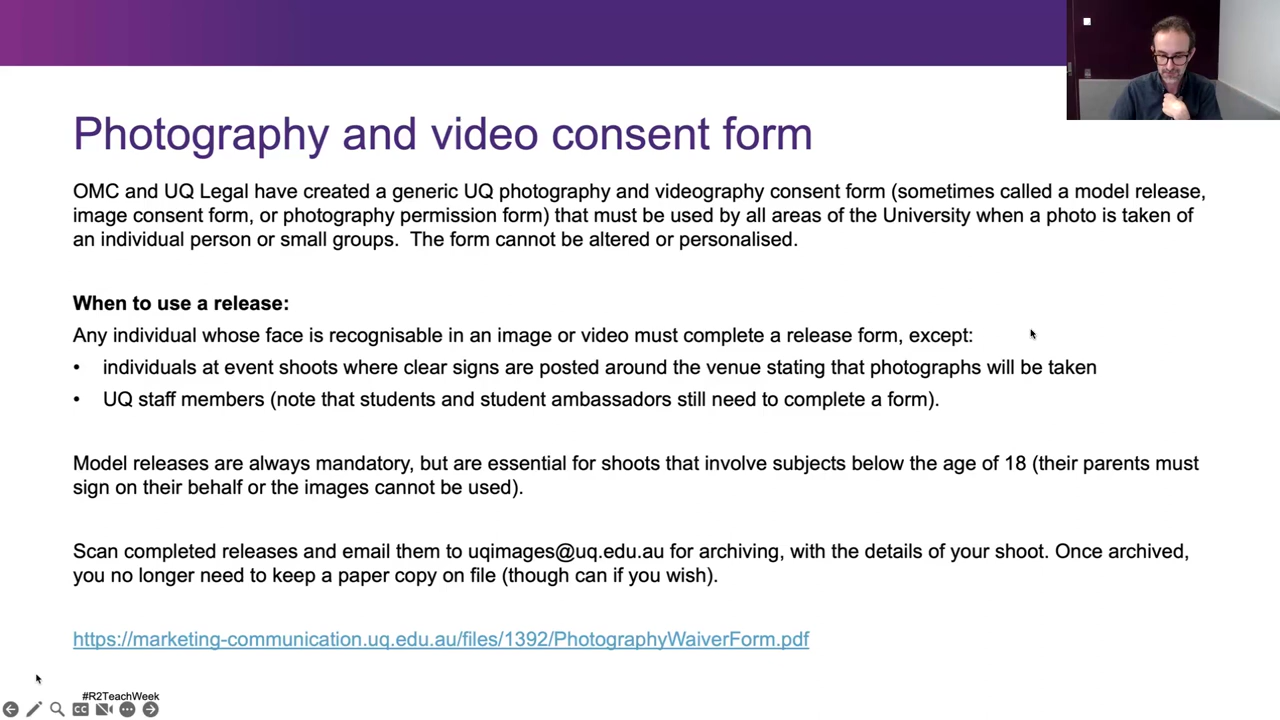 Photography and video consent form
OMC and UQ Legal have created a generic UQ photography and videography consent form (sometimes called a model release,
image consent form, or photography permission form) that must be used by all areas of the University when a photo is taken of
an individual person or small groups.  The form cannot be altered or personalised.
When to use a release:
Any individual whose face is recognisable in an image or video must complete a release form, except:
• individuals at event shoots where clear signs are posted around the venue stating that photographs will be taken
• UQ staff members (note that students and student ambassadors still need to complete a form).
Model releases are always mandatory, but are essential for shoots that involve subjects below the age of 18 (their parents must
sign on their behalf or the images cannot be used).
Scan completed releases and email them to uqimages@uq.edu.au for archiving, with the details of your shoot. Once archived,
you no longer need to keep a paper copy on file (though can if you wish).
https://marketing-communication.uq.edu.au/files/1392/PhotographyWaiverForm.pdf
#R2TeachWeek
CC